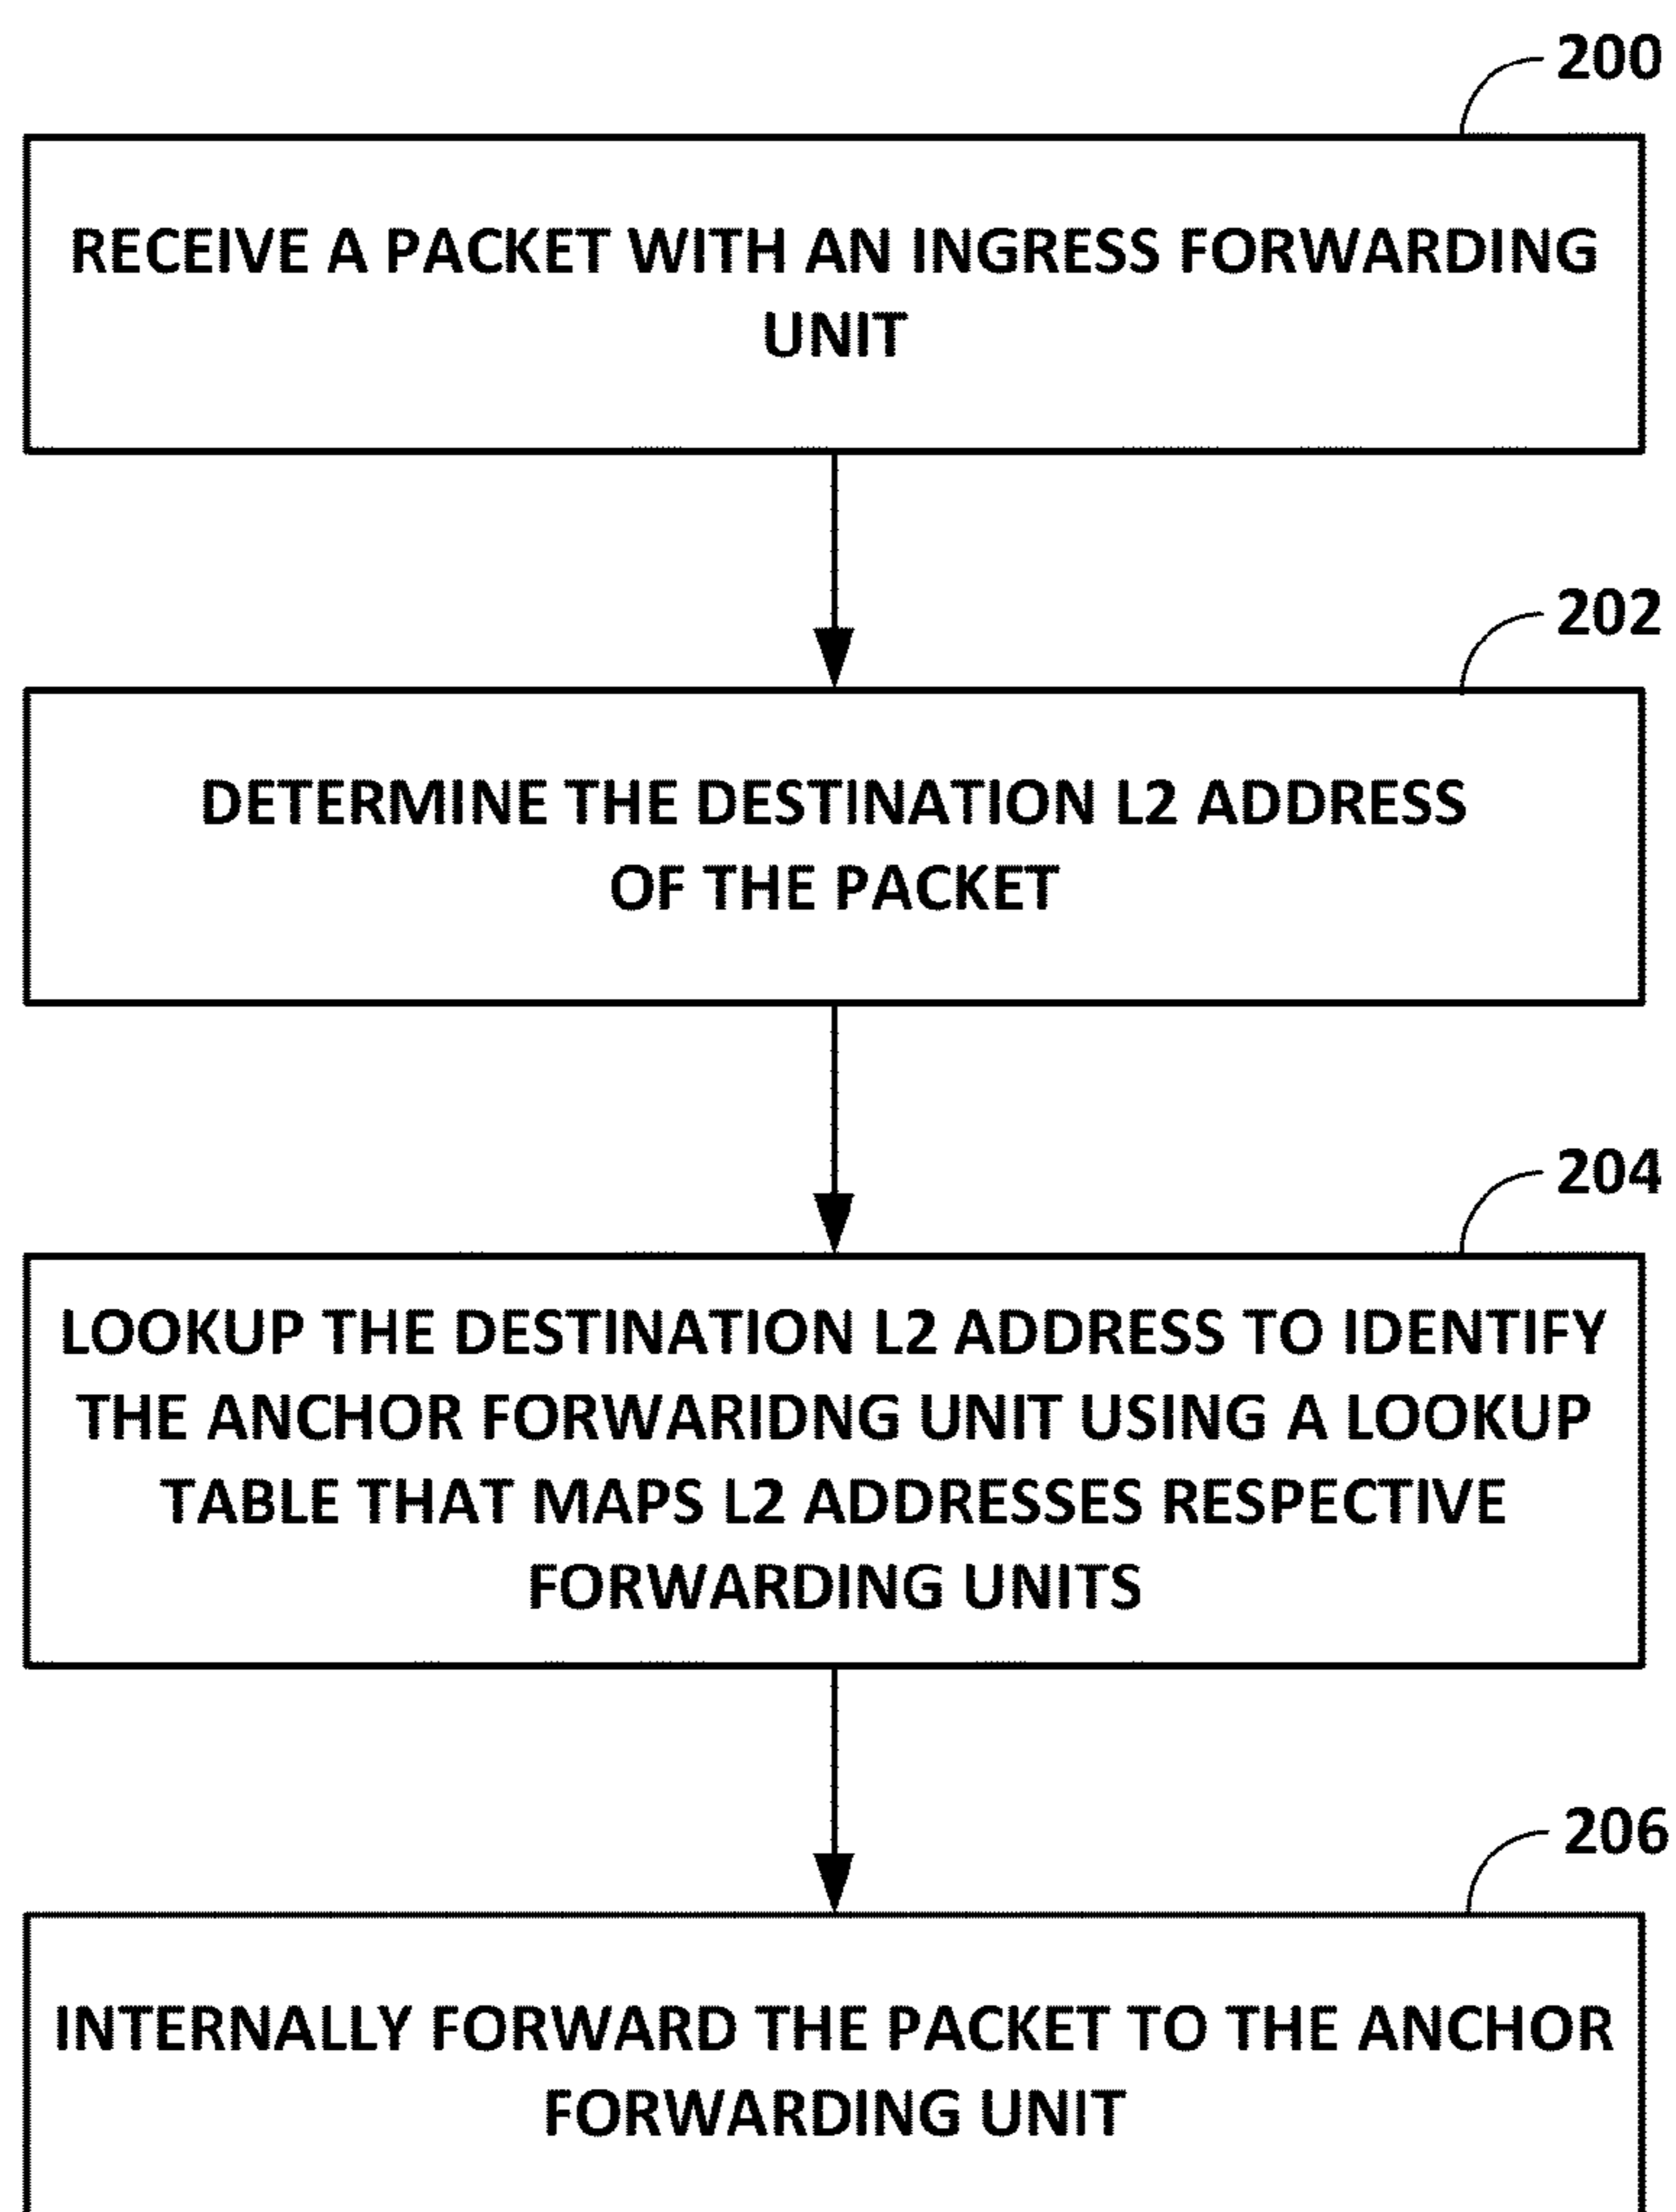 200
RECEIVE A PACKET WITH AN INGRESS FORWARDING
UNIT
202
DETERMINE THE DESTINATION L2 ADDRESS
OF THE PACKET
204
LOOKUP THE DESTINATION L2 ADDRESS TO IDENTIFY
THE ANCHOR FORWARIDNG UNIT USING A LOOKUP
TABLE THAT MAPS L2 ADDRESSES RESPECTIVE
FORWARDING UNITS
206
INTERNALLY FORWARD THE PACKET TO THE ANCHOR
FORWARDING UNIT